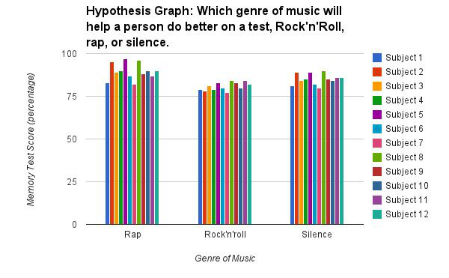 Hypothesis Graph: Which genre of music will
help a person do better on a test, Rock'n'Roll,
rap, or silence.
Memory Test Score (percentage)
100
75
50
25
0
Rap
Rock'n'roll
Silence
Genre of Music
Subject 1
Subject 2
Subject 3
Subject 4
Subject 5
Subject 6
Subject 7
Subject 8
Subject 9
Subject 10
Subject 11
Subject 12